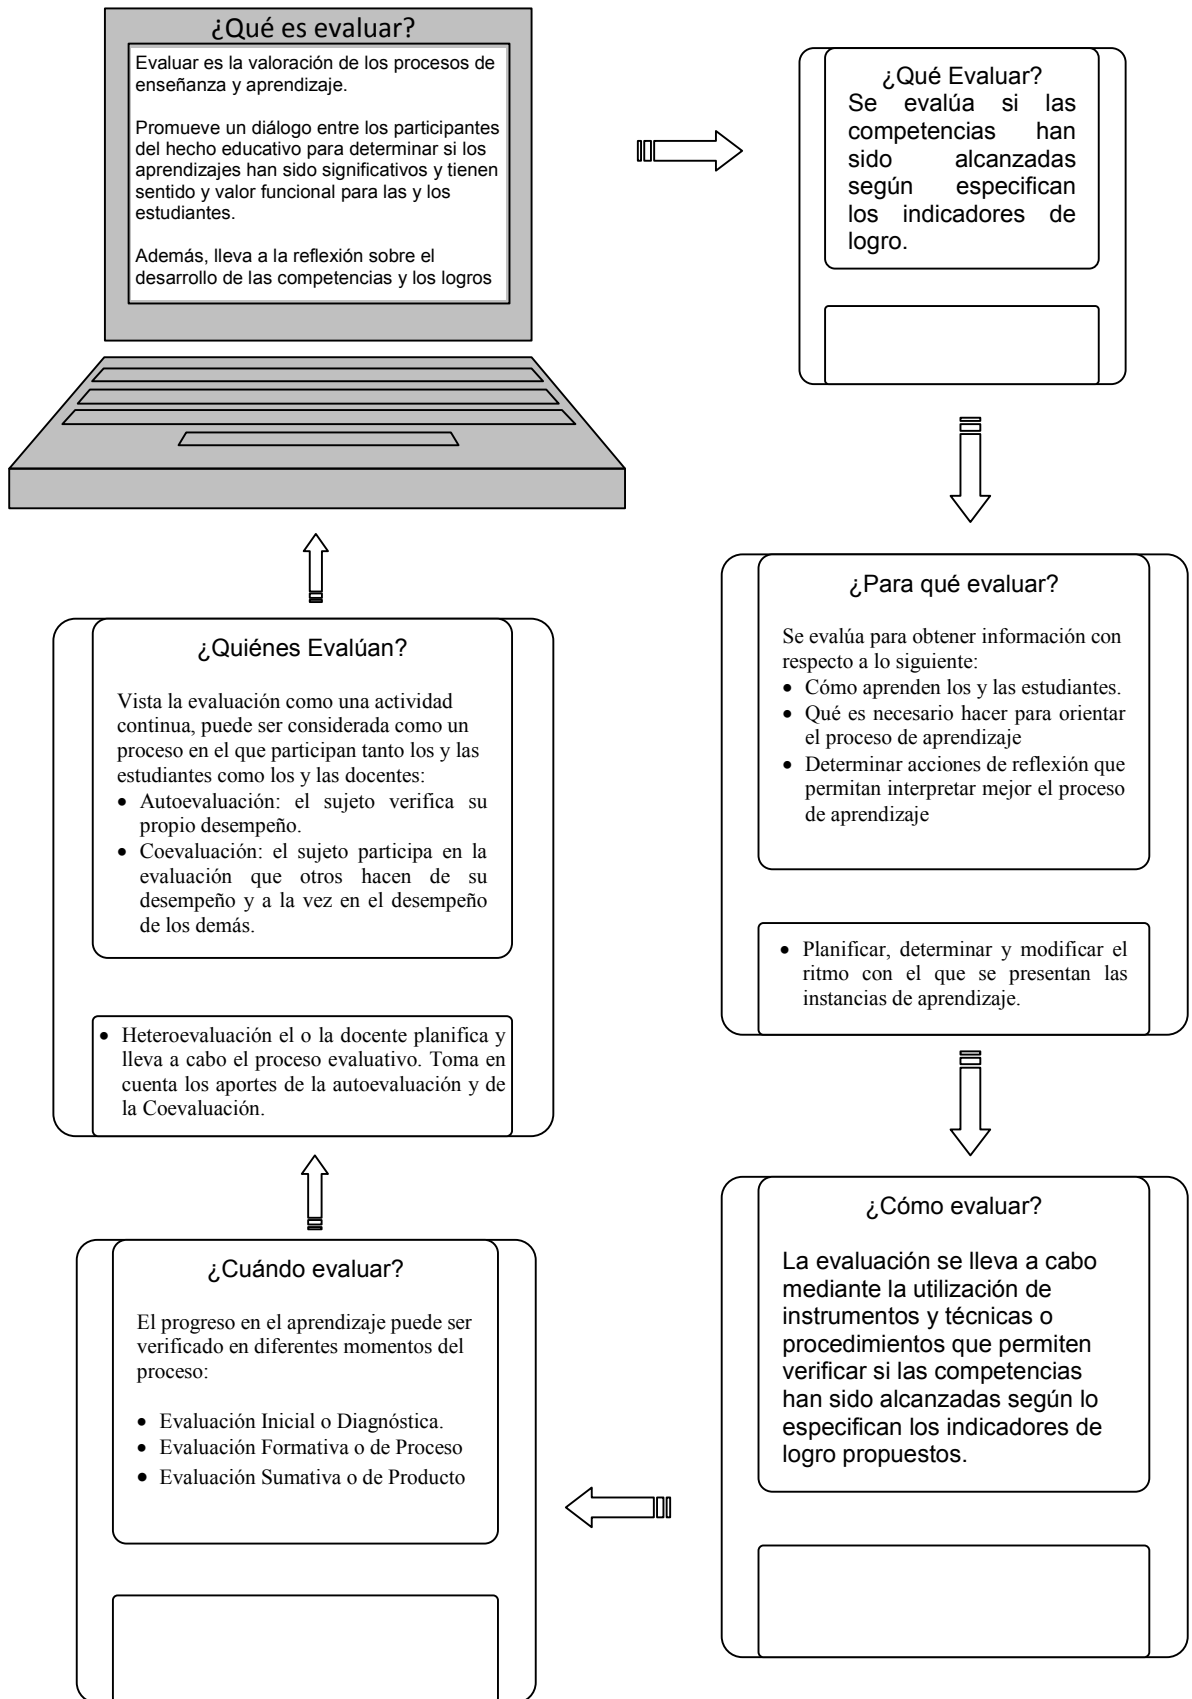 ¿Qué es evaluar?
Evaluar es la valoración de los procesos de
enseñanza y aprendizaje.
Promueve un diálogo entre los participantes
del hecho educativo para determinar si los
aprendizajes han sido significativos y tienen
sentido y valor funcional para las y los
estudiantes.
Además, lleva a la reflexión sobre el
desarrollo de las competencias y los logros
¿Qué Evaluar?
Se evalúa si las
competencias han
sido alcanzadas
según especifican
los indicadores de
logro.
¿Para qué evaluar?
Se evalúa para obtener información con
respecto a lo siguiente:
• Cómo aprenden los y las estudiantes.
• Qué es necesario hacer para orientar
el proceso de aprendizaje
• Determinar acciones de reflexión que
permitan interpretar mejor el proceso
de aprendizaje
• Planificar, determinar y modificar el
ritmo con el que se presentan las
instancias de aprendizaje.
¿Cómo evaluar?
La evaluación se lleva a cabo
mediante la utilización de
instrumentos y técnicas o
procedimientos que permiten
verificar si las competencias
han sido alcanzadas según lo
especifican los indicadores de
logro propuestos.
¿Cuándo evaluar?
El progreso en el aprendizaje puede ser
verificado en diferentes momentos del
proceso:
• Evaluación Inicial o Diagnóstica.
• Evaluación Formativa o de Proceso
• Evaluación Sumativa o de Producto
¿Quiénes Evalúan?
Vista la evaluación como una actividad
continua, puede ser considerada como un
proceso en el que participan tanto los y las
estudiantes como los y las docentes:
• Autoevaluación: el sujeto verifica su
propio desempeño.
• Coevaluación: el sujeto participa en la
evaluación que otros hacen de su
desempeño y a la vez en el desempeño
de los demás.
• Heteroevaluación el o la docente planifica y
lleva a cabo el proceso evaluativo. Toma en
cuenta los aportes de la autoevaluación y de
la Coevaluación.